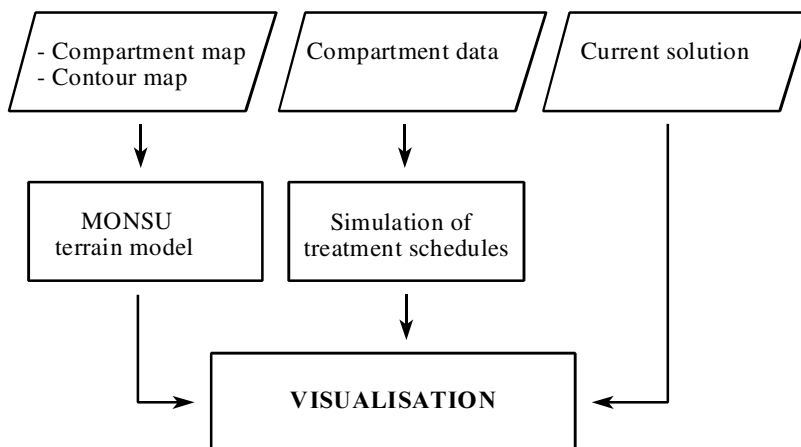 - Compartment map
- Contour map
Compartment data
Current solution
MONSU
terrain model
Simulation of
treatment schedules
VISUALISATION